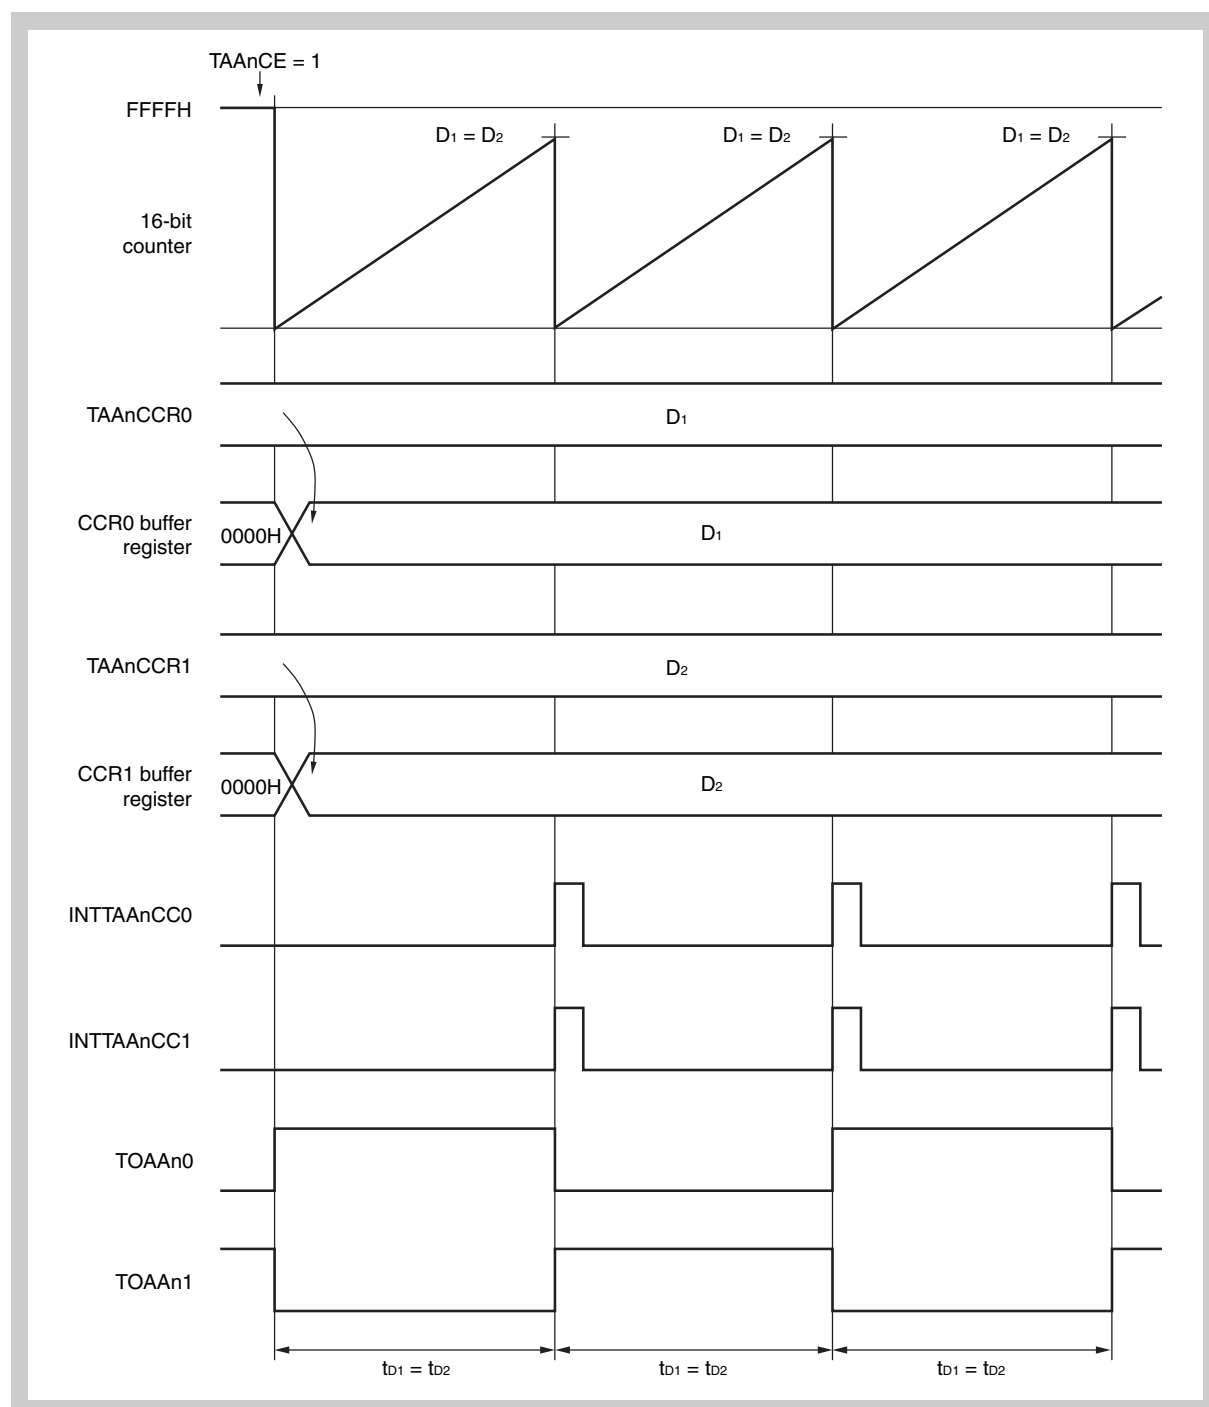 TAAnCE = 1
FFFFH
D1 = D2 D1 = D2 D1 = D2
16-bit
counter
TAAnCCR0 D1
CCR0 buffer
register
0000H D1
TAAnCCR1 D2
CCR1 buffer
register
0000H D2
INTTAAnCC0
INTTAAnCC1
TOAAn0
TOAAn1
tD1 = tD2 tD1 = tD2 tD1 = tD2